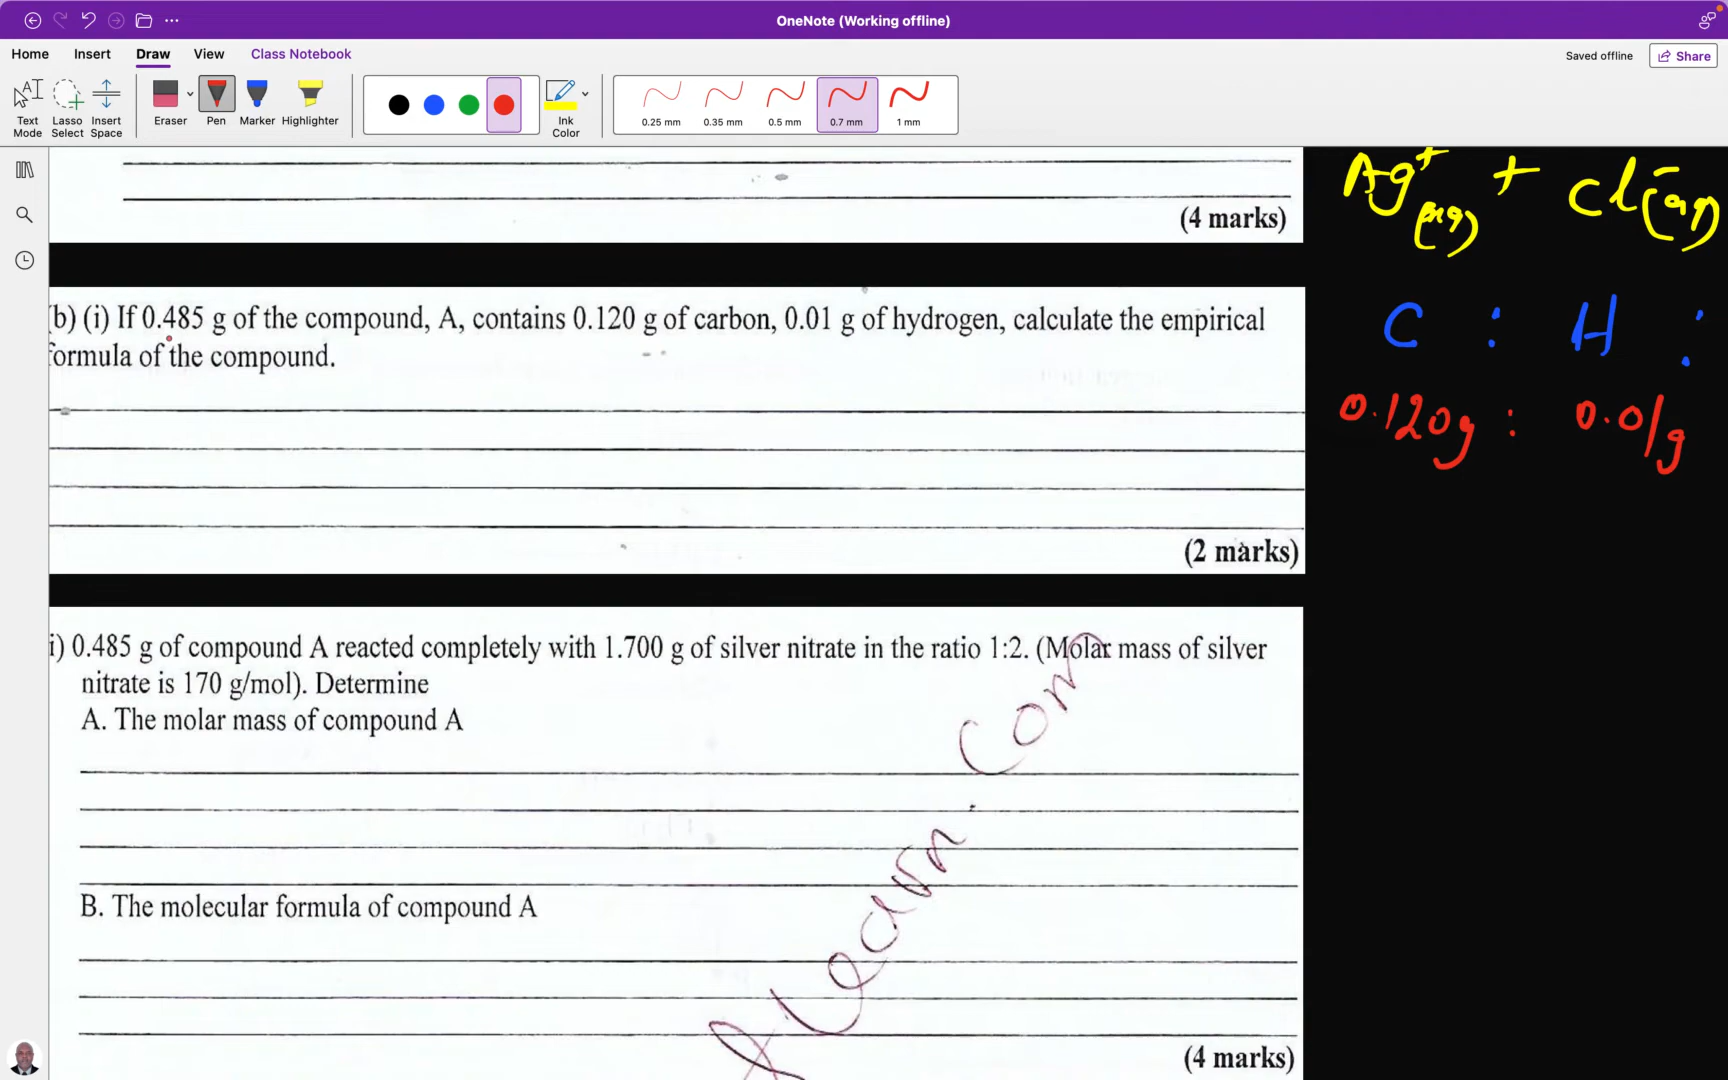 OneNote (Working offline)
Home Insert Draw View Class Notebook
Saved offline Share
Text Mode
Lasso Select
Insert Space
Eraser
Pen
Marker
Highlighter
Ink Color
0.25 mm 0.35 mm 0.5 mm 0.7 mm 1 mm
(4 marks)
Ag+(aq) + Cl-(aq)
b) (i) If 0.485 g of the compound, A, contains 0.120 g of carbon, 0.01 g of hydrogen, calculate the empirical
formula of the compound.
C : H :
0.120g : 0.01g
(2 marks)
i) 0.485 g of compound A reacted completely with 1.700 g of silver nitrate in the ratio 1:2. (Molar mass of silver
nitrate is 170 g/mol). Determine
A. The molar mass of compound A
B. The molecular formula of compound A
(4 marks)